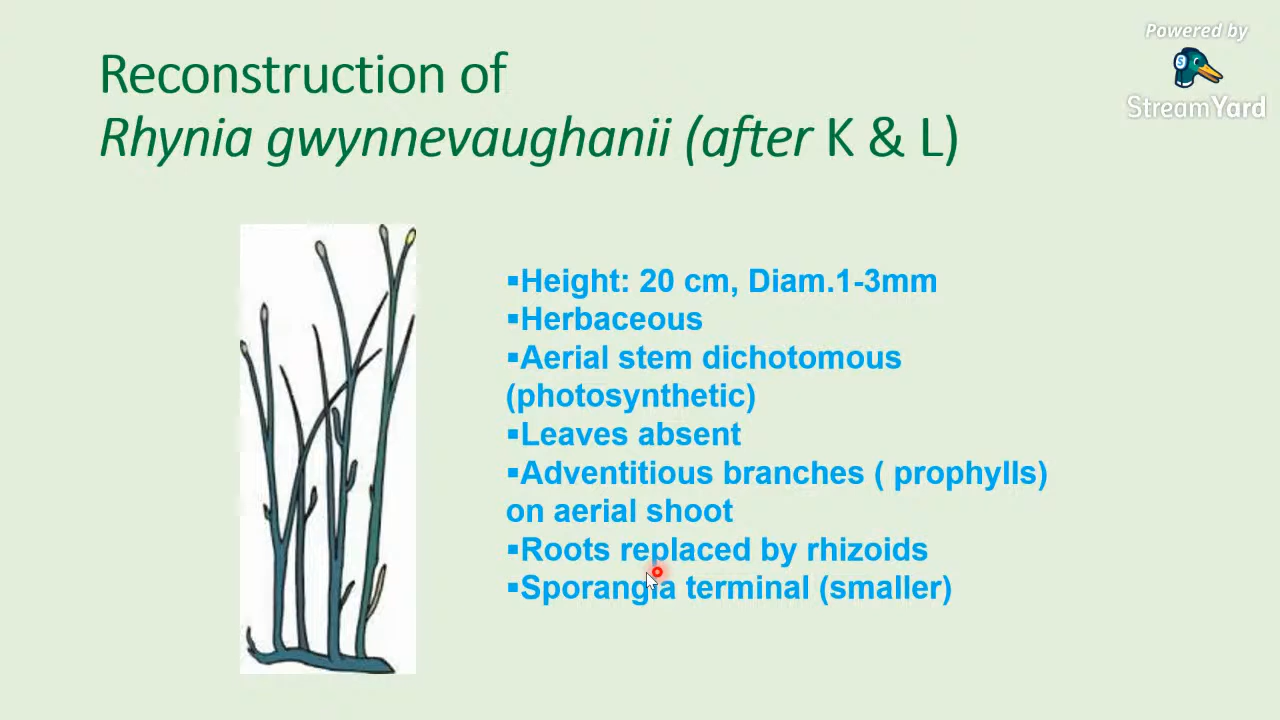 Powered by
StreamYard
Reconstruction of
Rhynia gwynnevaughanii (after K & L)
▪Height: 20 cm, Diam.1-3mm
▪Herbaceous
▪Aerial stem dichotomous
(photosynthetic)
▪Leaves absent
▪Adventitious branches ( prophylls)
on aerial shoot
▪Roots replaced by rhizoids
▪Sporangia terminal (smaller)